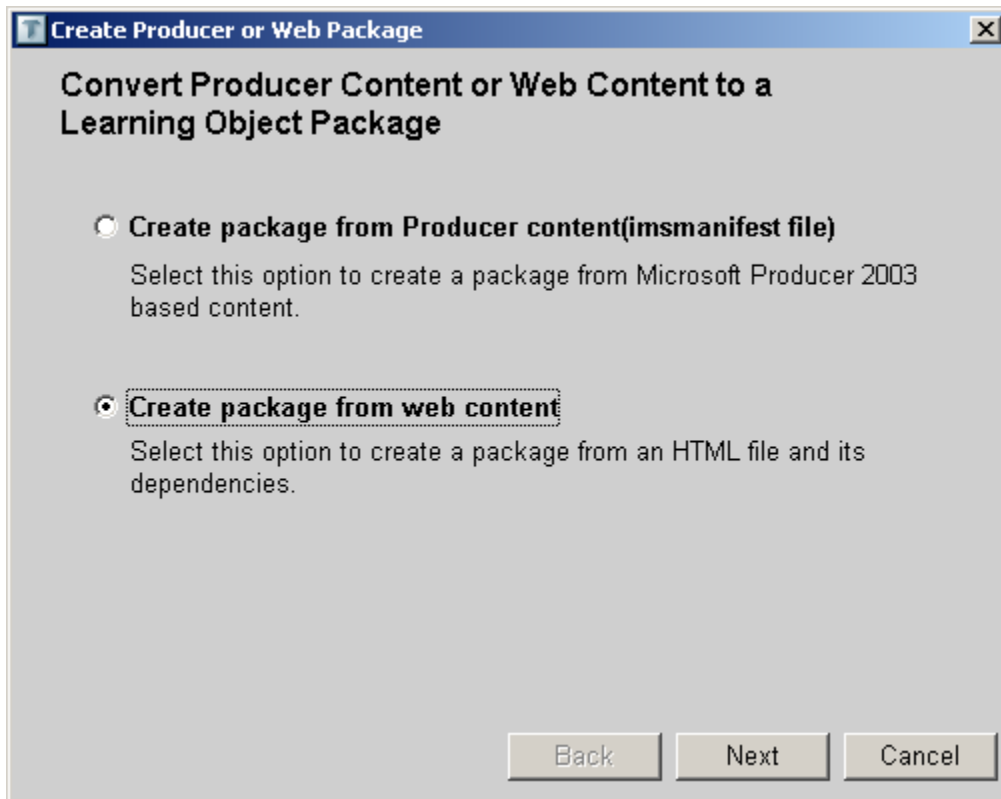 Create Producer or Web Package
Convert Producer Content or Web Content to a
Learning Object Package
Create package from Producer content(imsmanifest file)
Select this option to create a package from Microsoft Producer 2003
based content.
Create package from web content
Select this option to create a package from an HTML file and its
dependencies.
Back Next Cancel